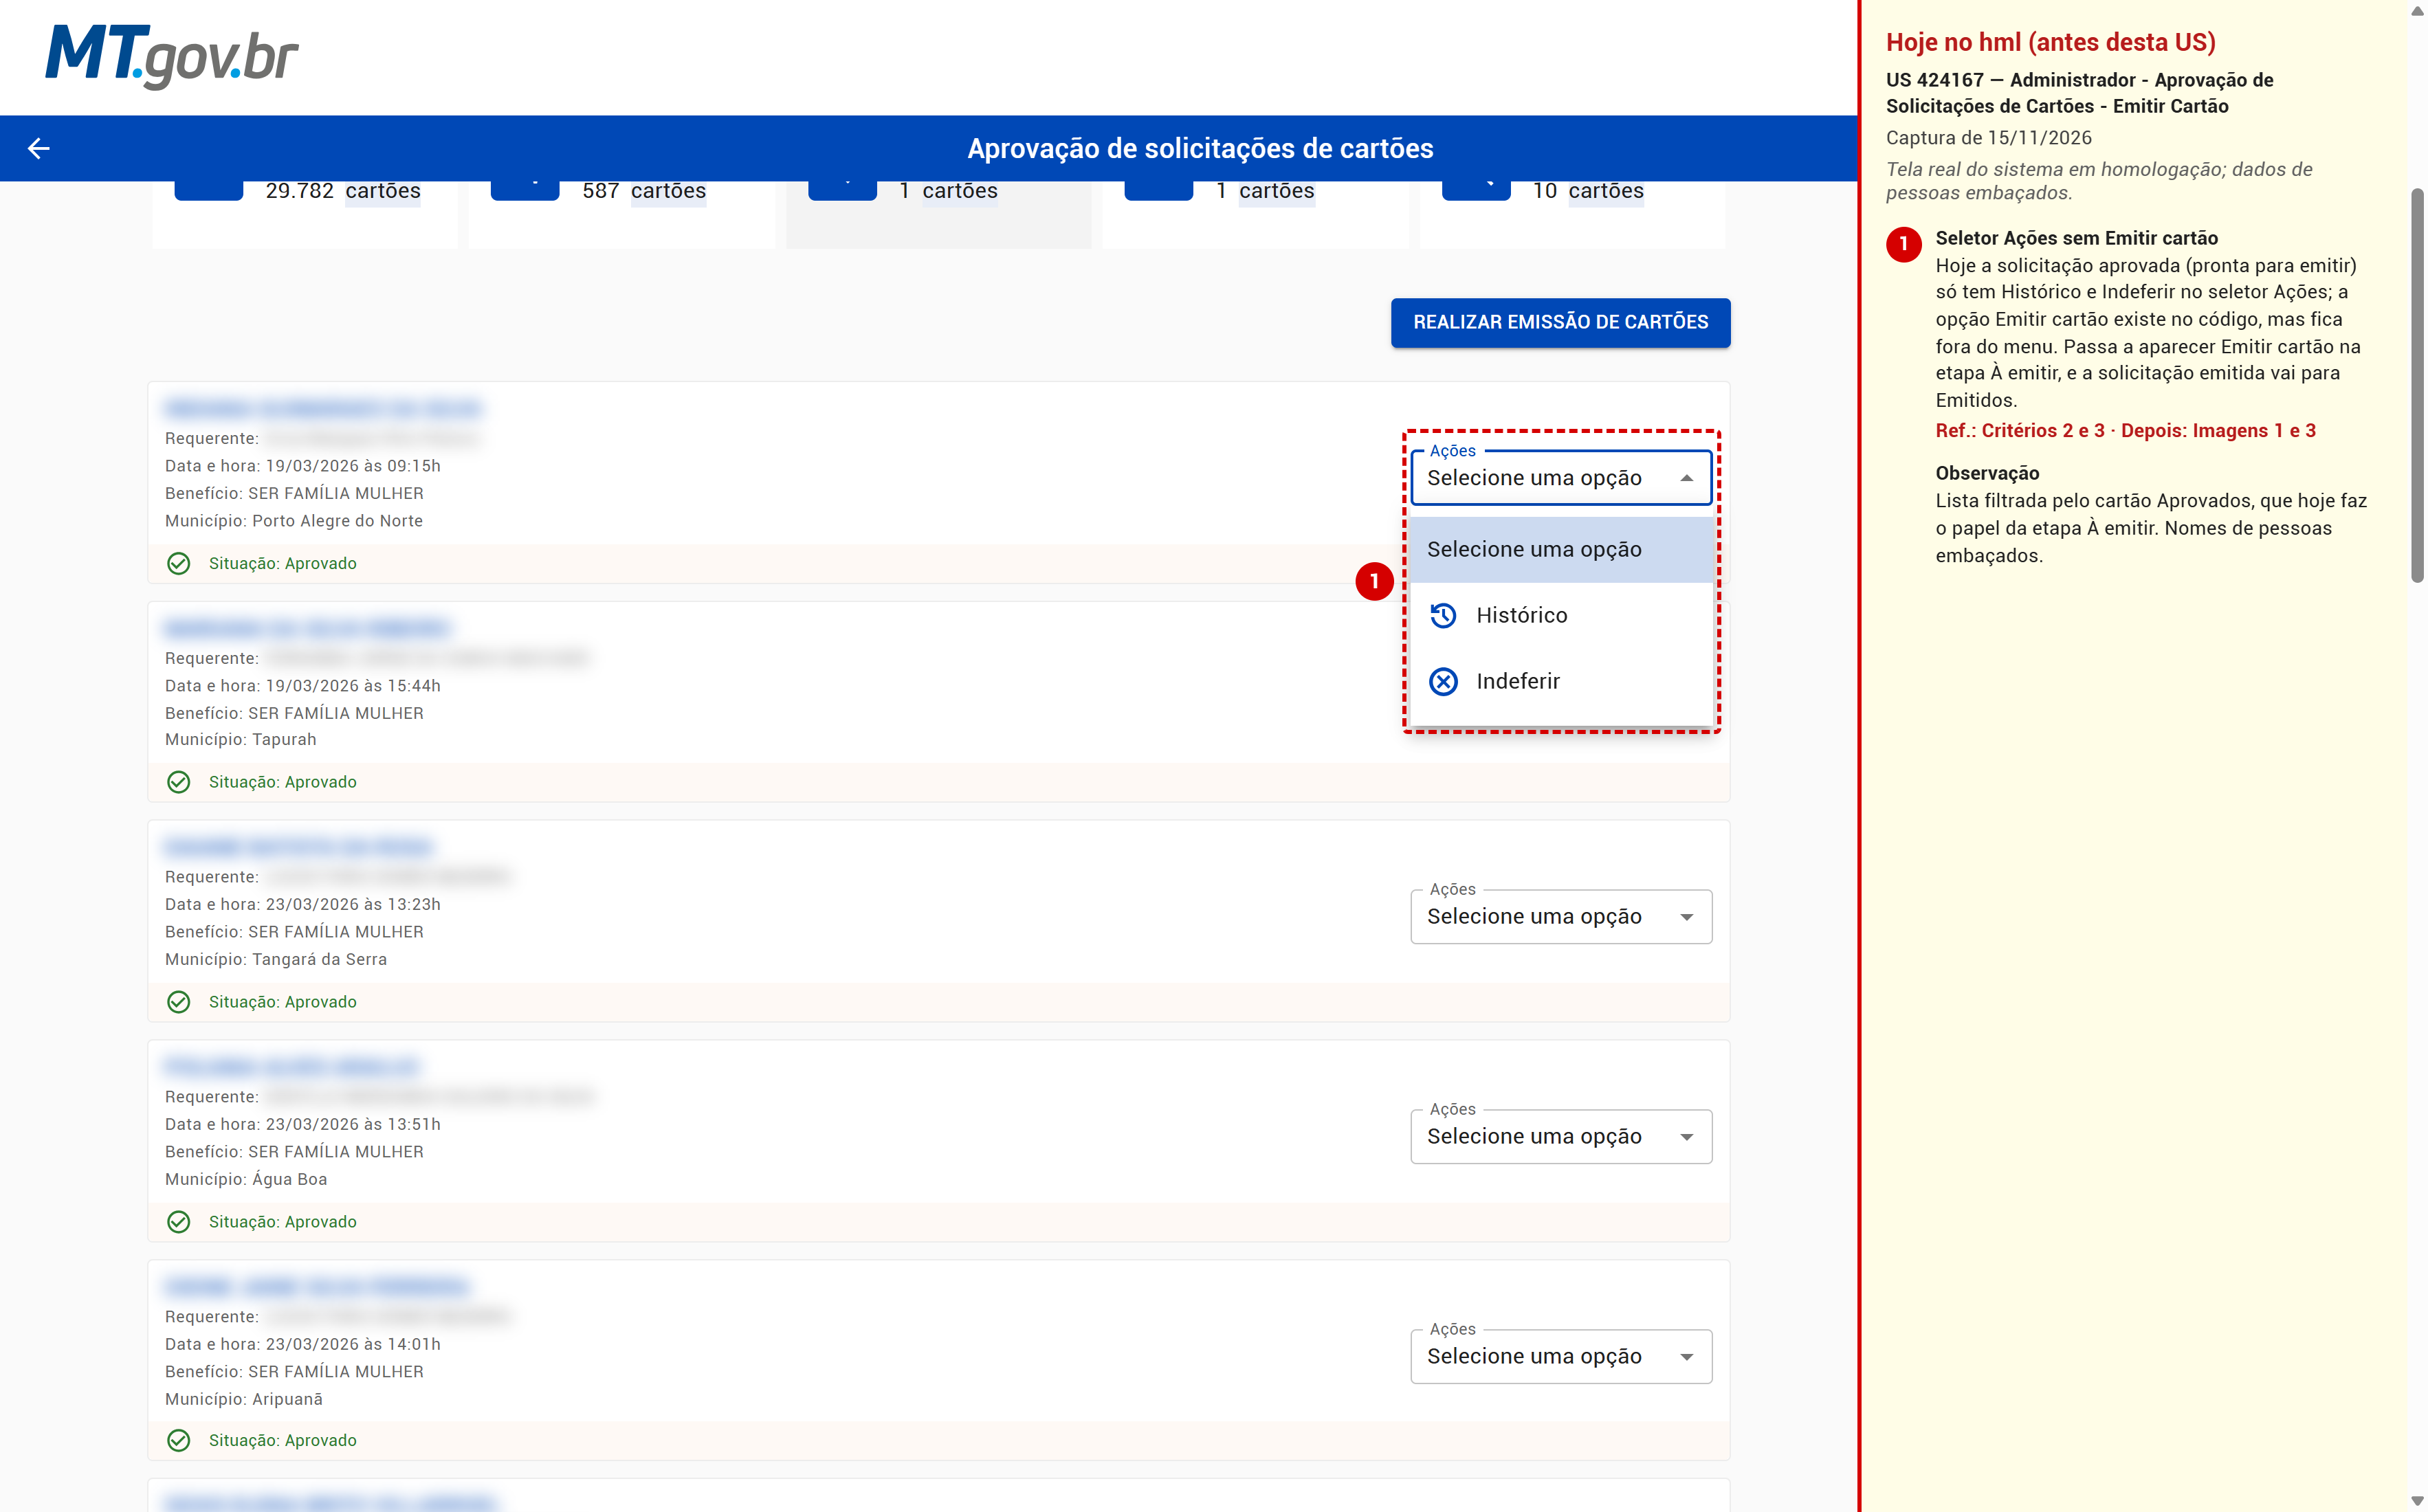 MT.gov.br
Aprovação de solicitações de cartões
29.782 cartões
587 cartões
1 cartões
1 cartões
10 cartões
REALIZAR EMISSÃO DE CARTÕES
Requerente:
Data e hora: 19/03/2026 às 09:15h
Benefício: SER FAMÍLIA MULHER
Município: Porto Alegre do Norte
Situação: Aprovado
Ações
Selecione uma opção
Selecione uma opção
Histórico
Indeferir
1
Requerente:
Data e hora: 19/03/2026 às 15:44h
Benefício: SER FAMÍLIA MULHER
Município: Tapurah
Situação: Aprovado
Requerente:
Data e hora: 23/03/2026 às 13:23h
Benefício: SER FAMÍLIA MULHER
Município: Tangará da Serra
Situação: Aprovado
Ações
Selecione uma opção
Requerente:
Data e hora: 23/03/2026 às 13:51h
Benefício: SER FAMÍLIA MULHER
Município: Água Boa
Situação: Aprovado
Ações
Selecione uma opção
Requerente:
Data e hora: 23/03/2026 às 14:01h
Benefício: SER FAMÍLIA MULHER
Município: Aripuanã
Situação: Aprovado
Ações
Selecione uma opção
Hoje no hml (antes desta US)
US 424167 — Administrador - Aprovação de
Solicitações de Cartões - Emitir Cartão
Captura de 15/11/2026
Tela real do sistema em homologação; dados de
pessoas embaçados.
1
Seletor Ações sem Emitir cartão
Hoje a solicitação aprovada (pronta para emitir)
só tem Histórico e Indeferir no seletor Ações; a
opção Emitir cartão existe no código, mas fica
fora do menu. Passa a aparecer Emitir cartão na
etapa À emitir, e a solicitação emitida vai para
Emitidos.
Ref.: Critérios 2 e 3 · Depois: Imagens 1 e 3
Observação
Lista filtrada pelo cartão Aprovados, que hoje faz
o papel da etapa À emitir. Nomes de pessoas
embaçados.